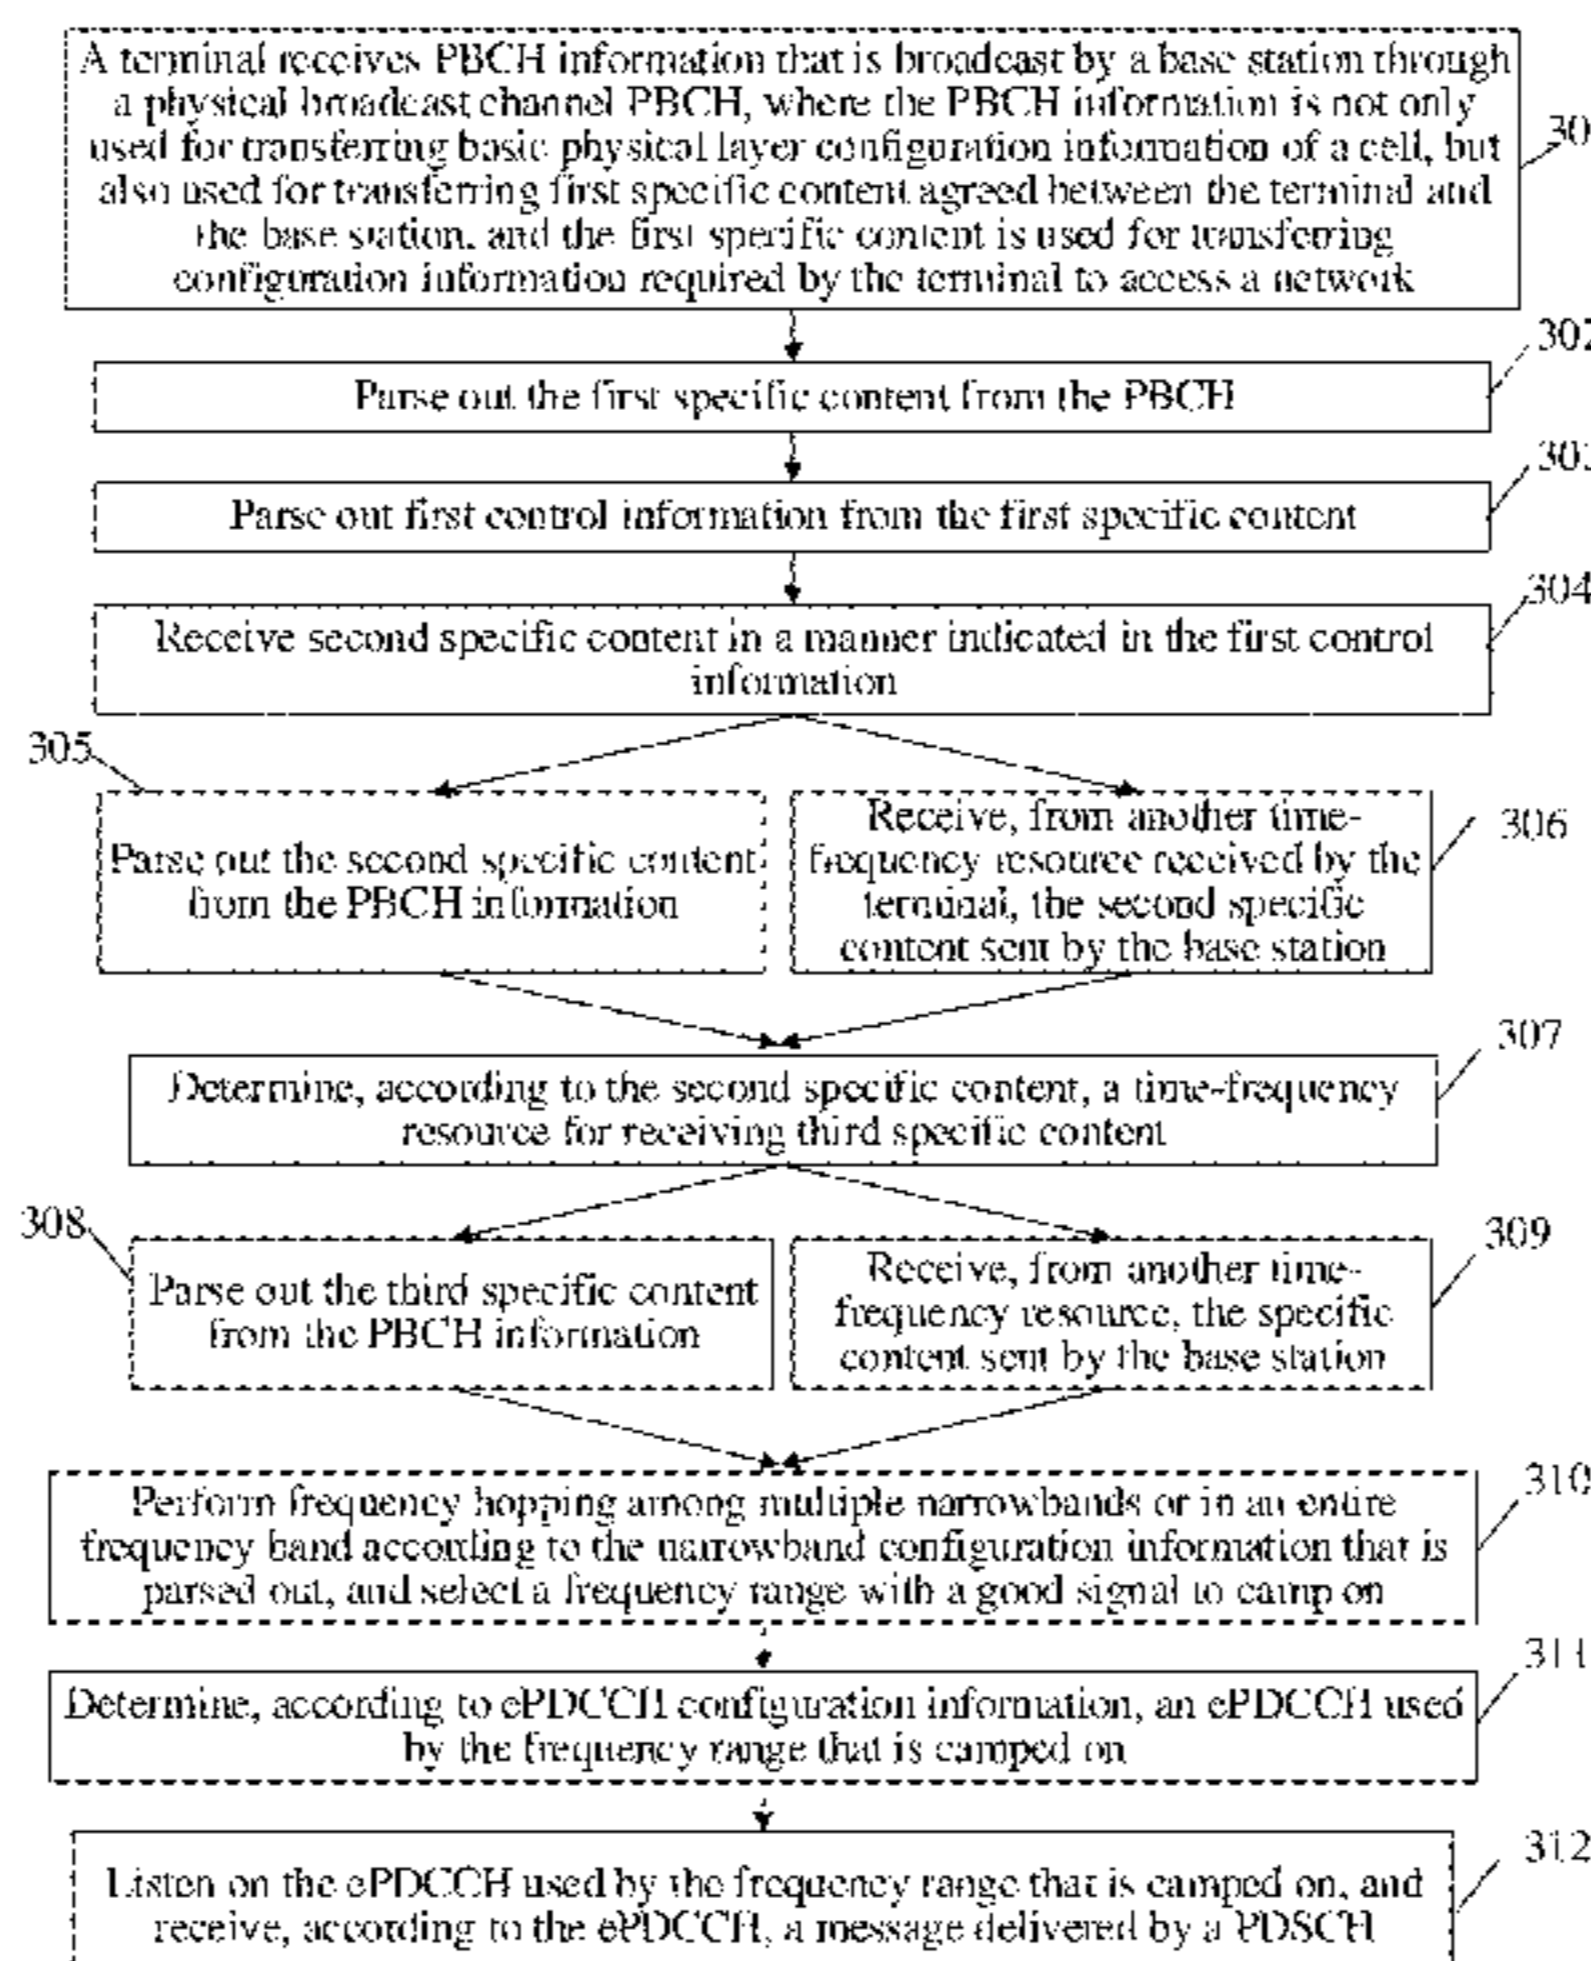 A terminal receives PBCH information that is broadcast by a base station through
a physical broadcast channel PBCH, where the PBCH information is not only
used for transferring basic physical layer configuration information of a cell, but
also used for transferring first specific content agreed between the terminal and
the base station, and the first specific content is used for transferring
configuration information required by the terminal to access a network
30
302
Parse out the first specific content from the PBCH
303
Parse out first control information from the first specific content
304
Receive second specific content in a manner indicated in the first control
information
305
Parse out the second specific content
from the PBCH information
306
Receive, from another time-
frequency resource received by the
terminal, the second specific
content sent by the base station
307
Determine, according to the second specific content, a time-frequency
resource for receiving third specific content
308
Parse out the third specific content
from the PBCH information
309
Receive, from another time-
frequency resource, the specific
content sent by the base station
310
Perform frequency hopping among multiple narrowbands or in an entire
frequency band according to the narrowband configuration information that is
parsed out, and select a frequency range with a good signal to camp on
311
Determine, according to ePDCCH configuration information, an ePDCCH used
by the frequency range that is camped on
312
Listen on the ePDCCH used by the frequency range that is camped on, and
receive, according to the ePDCCH, a message delivered by a PDSCH